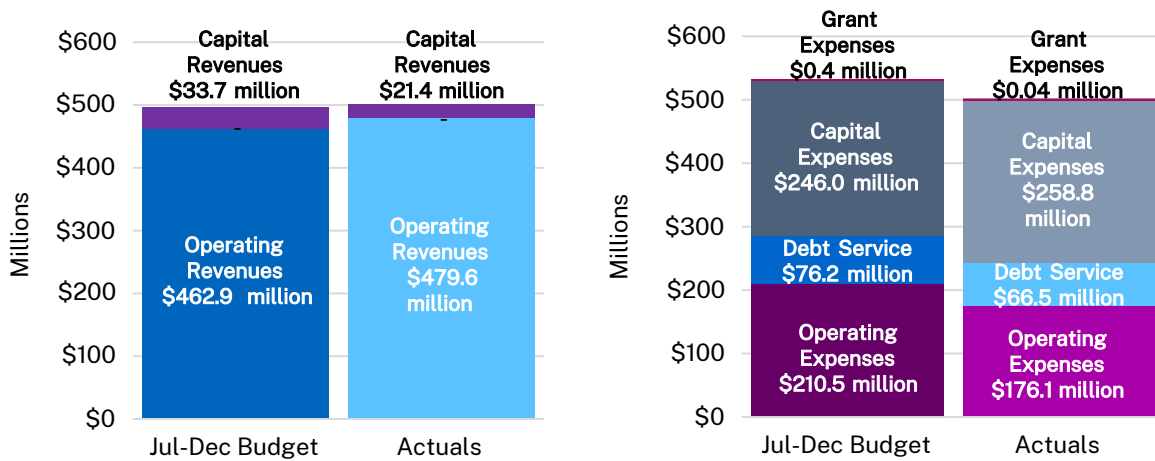 $600
$500
$400
$300
$200
$100
$0
Millions
Capital
Revenues
$33.7 million
Operating
Revenues
$462.9 million
Capital
Revenues
$21.4 million
Operating
Revenues
$479.6
million
Jul-Dec Budget
Actuals
$600
$500
$400
$300
$200
$100
$0
Millions
Grant
Expenses
$0.4 million
Capital
Expenses
$246.0 million
Debt Service
$76.2 million
Operating
Expenses
$210.5 million
Grant
Expenses
$0.04 million
Capital
Expenses
$258.8
million
Debt Service
$66.5 million
Operating
Expenses
$176.1 million
Jul-Dec Budget
Actuals